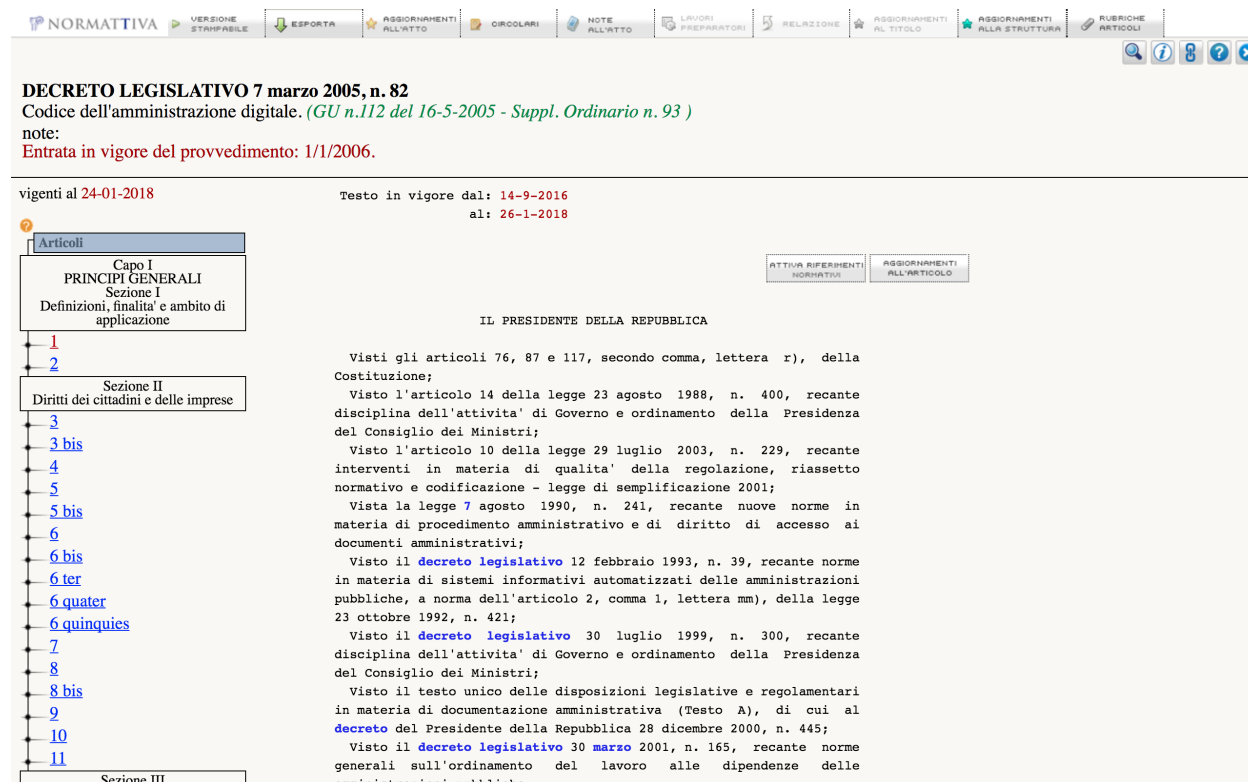 NORMATTIVA
VERSIONE
STAMPABILE
ESPORTA
AGGIORNAMENTI
ALL'ATTO
CIRCOLARI
NOTE
ALL'ATTO
LAVORI
PREPARATORI
RELAZIONE
AGGIORNAMENTI
AL TITOLO
AGGIORNAMENTI
ALLA STRUTTURA
RUBRICHE
ARTICOLI
DECRETO LEGISLATIVO 7 marzo 2005, n. 82
Codice dell'amministrazione digitale. (GU n.112 del 16-5-2005 - Suppl. Ordinario n. 93 )
note:
Entrata in vigore del provvedimento: 1/1/2006.
vigenti al 24-01-2018
Articoli
Capo I
PRINCIPI GENERALI
Sezione I
Definizioni, finalita' e ambito di
applicazione
1
2
Sezione II
Diritti dei cittadini e delle imprese
3
3 bis
4
5
5 bis
6
6 bis
6 ter
6 quater
6 quinquies
7
8
8 bis
9
10
11
Sezione III
Testo in vigore dal: 14-9-2016
al: 26-1-2018
ATTIVA RIFERIMENTI
NORMATIVI
AGGIORNAMENTI
ALL'ARTICOLO
IL PRESIDENTE DELLA REPUBBLICA
Visti gli articoli 76, 87 e 117, secondo comma, lettera r), della
Costituzione;
Visto l'articolo 14 della legge 23 agosto 1988, n. 400, recante
disciplina dell'attivita' di Governo e ordinamento della Presidenza
del Consiglio dei Ministri;
Visto l'articolo 10 della legge 29 luglio 2003, n. 229, recante
interventi in materia di qualita' della regolazione, riassetto
normativo e codificazione - legge di semplificazione 2001;
Vista la legge 7 agosto 1990, n. 241, recante nuove norme in
materia di procedimento amministrativo e di diritto di accesso ai
documenti amministrativi;
Visto il decreto legislativo 12 febbraio 1993, n. 39, recante norme
in materia di sistemi informativi automatizzati delle amministrazioni
pubbliche, a norma dell'articolo 2, comma 1, lettera mm), della legge
23 ottobre 1992, n. 421;
Visto il decreto legislativo 30 luglio 1999, n. 300, recante
disciplina dell'attivita' di Governo e ordinamento della Presidenza
del Consiglio dei Ministri;
Visto il testo unico delle disposizioni legislative e regolamentari
in materia di documentazione amministrativa (Testo A), di cui al
decreto del Presidente della Repubblica 28 dicembre 2000, n. 445;
Visto il decreto legislativo 30 marzo 2001, n. 165, recante norme
generali sull'ordinamento del lavoro alle dipendenze delle